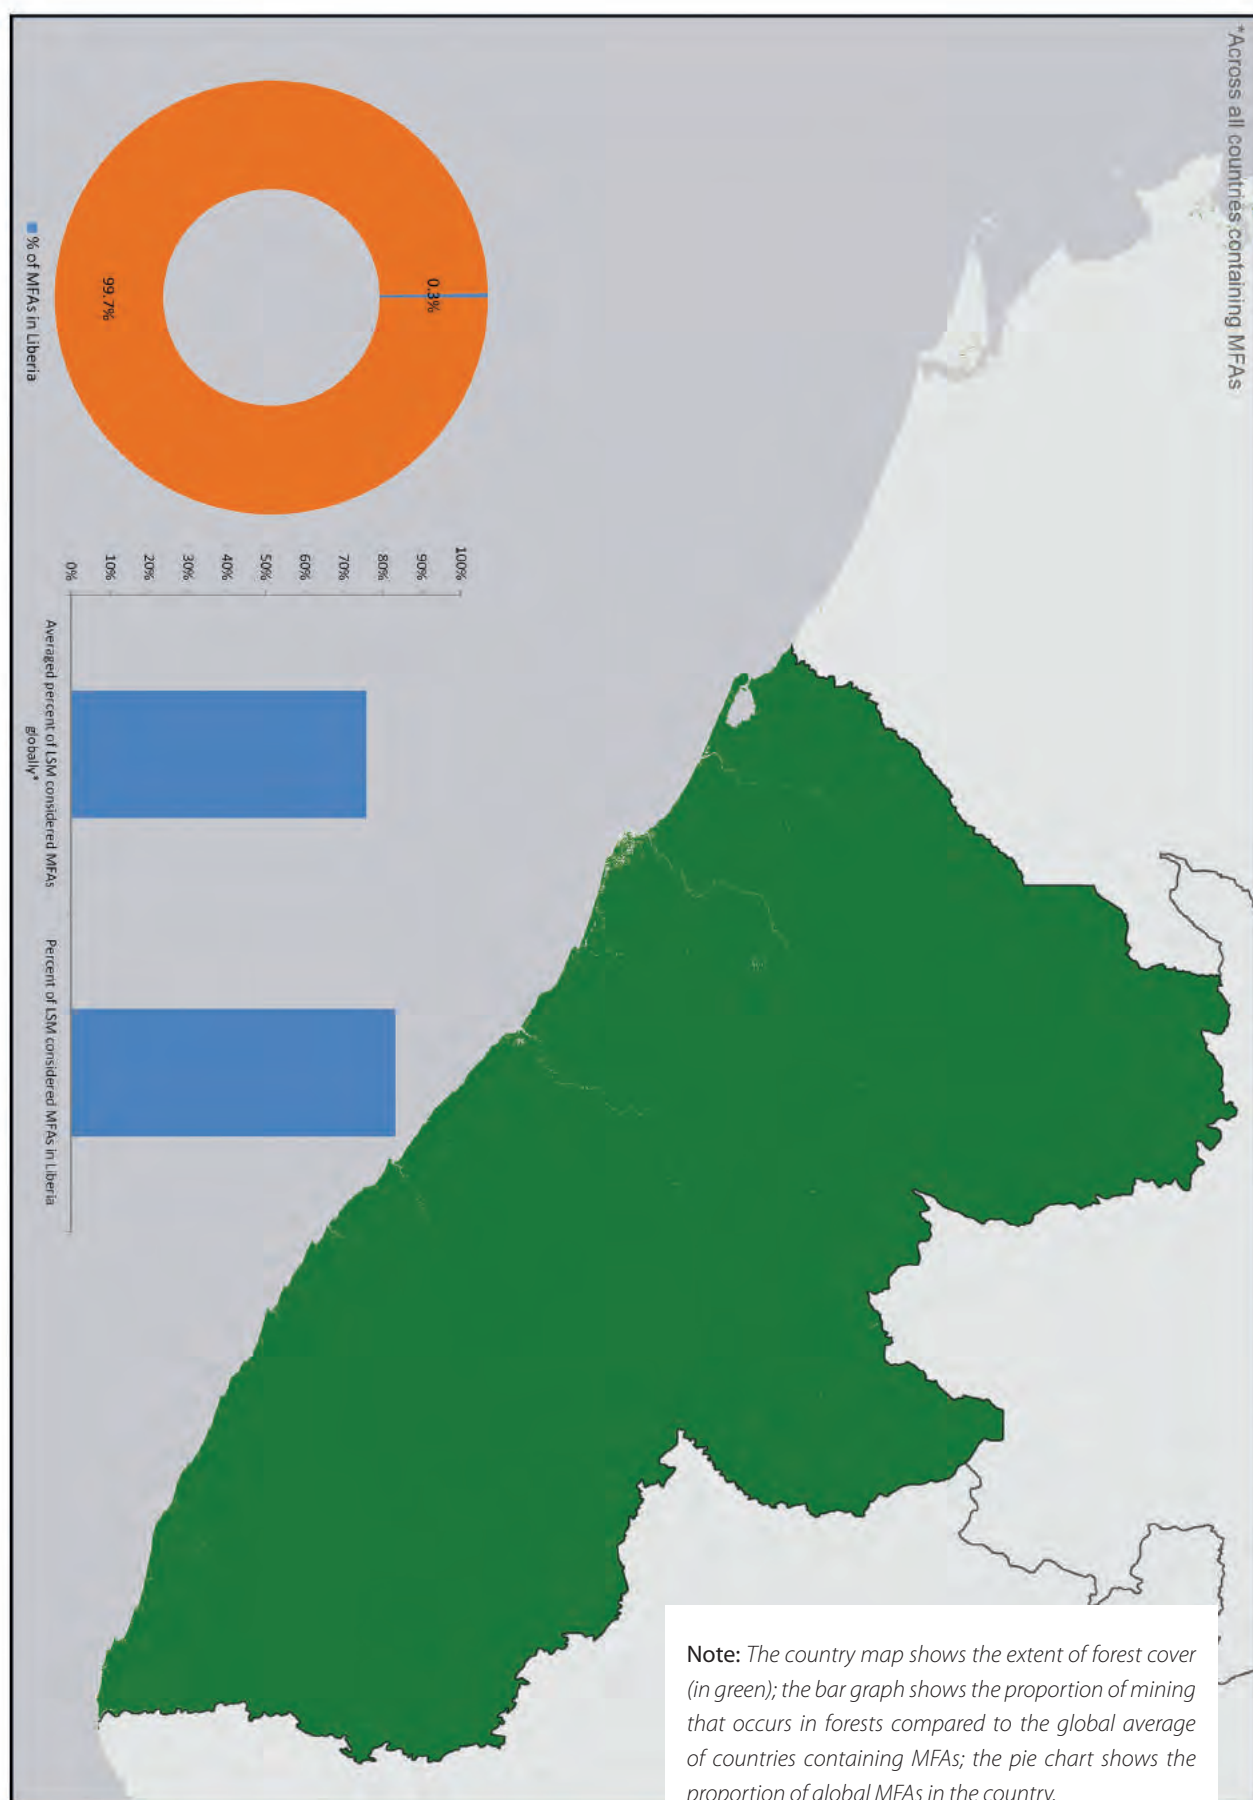 *Across all countries containing MFAs
0.3%
99.7%
% of MFAs in Liberia
100%
90%
80%
70%
60%
50%
40%
30%
20%
10%
0%
Averaged percent of LSM considered MFAs
globally*
Percent of LSM considered MFAs in Liberia
Note: The country map shows the extent of forest cover
(in green); the bar graph shows the proportion of mining
that occurs in forests compared to the global average
of countries containing MFAs; the pie chart shows the
proportion of global MFAs in the country.